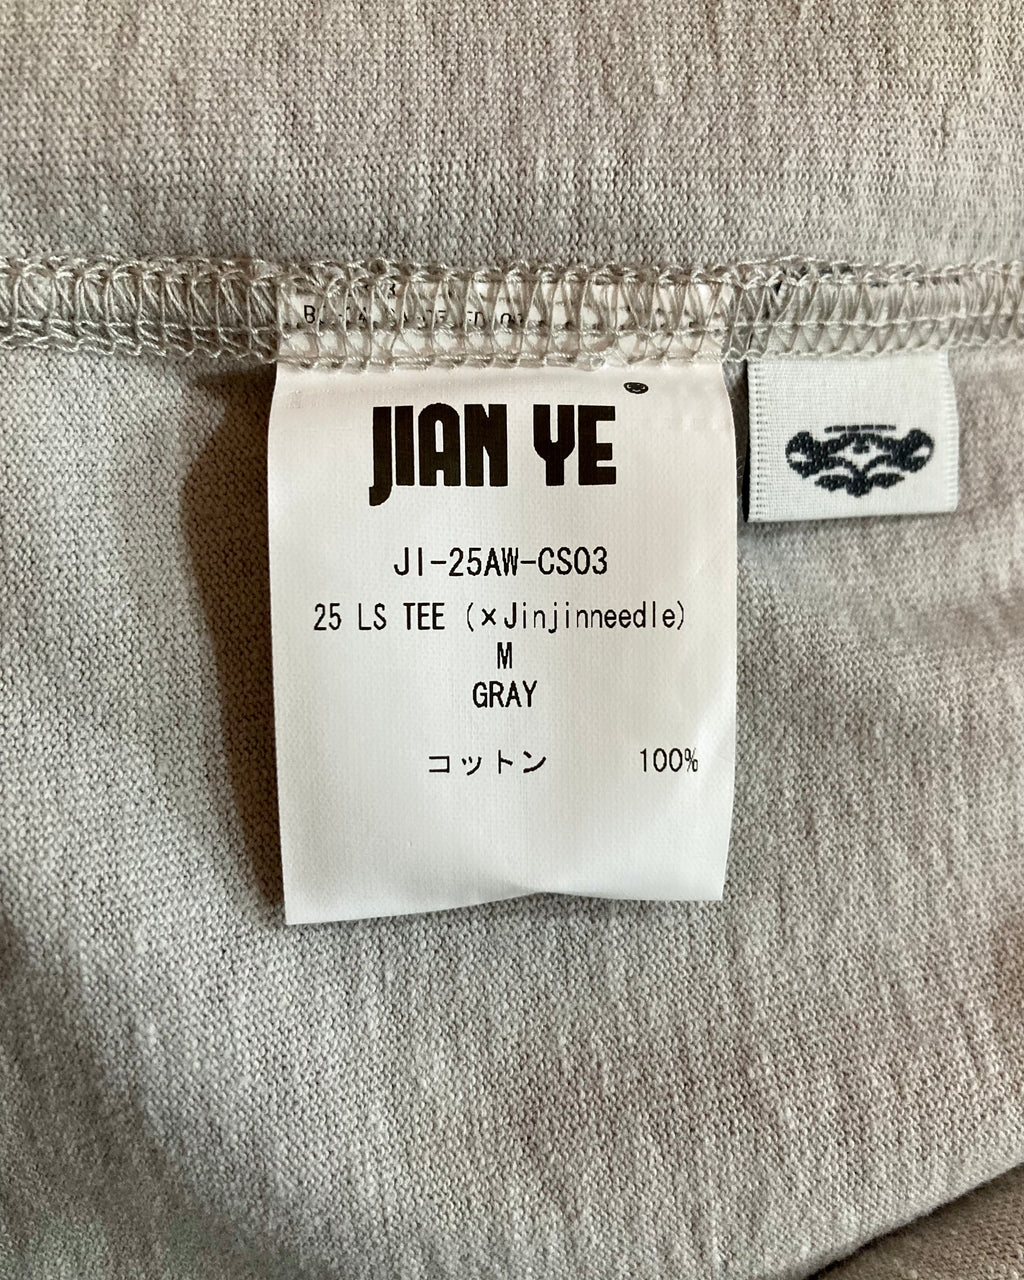 JIAN YE
JI-25AW-CS03
25 LS TEE (×Jinjinneedle)
M
GRAY
コットン 100%